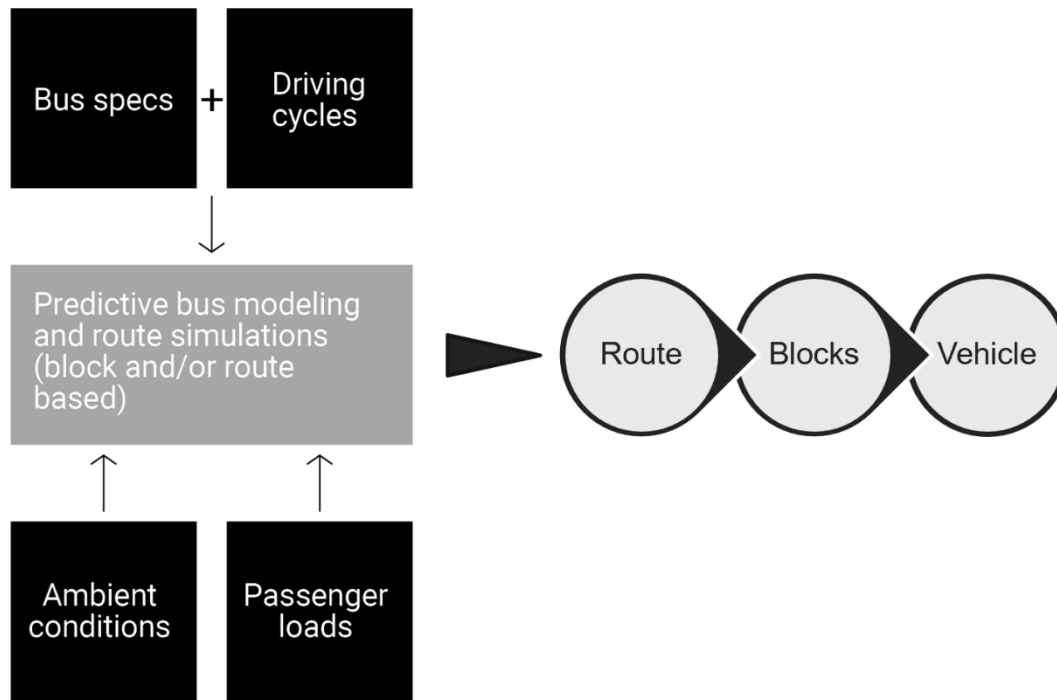 Bus specs
+
Driving
cycles
Predictive bus modeling
and route simulations
(block and/or route
based)
Route
Blocks
Vehicle
Ambient
conditions
Passenger
loads